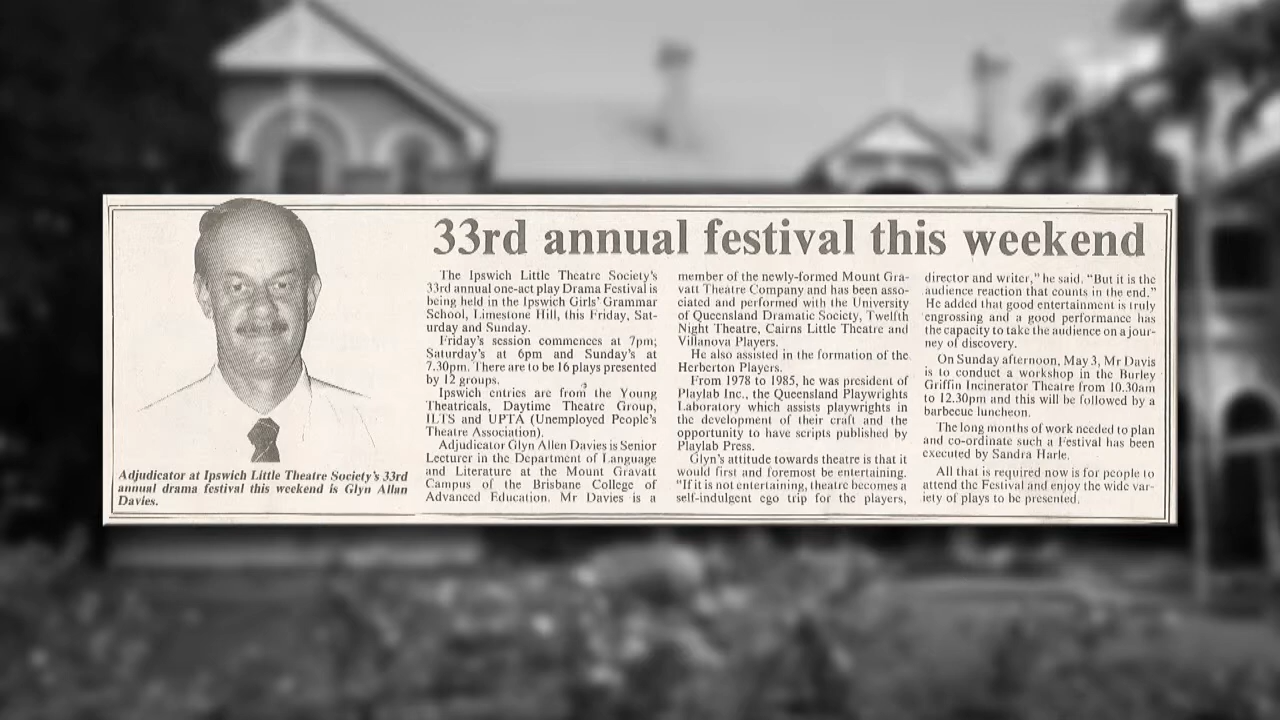 33rd annual festival this weekend
The Ipswich Little Theatre Society's
33rd annual one-act play Drama Festival is
being held in the Ipswich Girls' Grammar
School, Limestone Hill, this Friday, Sat-
urday and Sunday.
Friday's session commences at 7pm;
Saturday's at 6pm and Sunday's at
7.30pm. There are to be 16 plays presented
by 12 groups.
Ipswich entries are from the Young
Theatricals, Daytime Theatre Group,
ILTS and UPTA (Unemployed People's
Theatre Association).
Adjudicator Glyn Allen Davies is Senior
Lecturer in the Department of Language
and Literature at the Mount Gravatt
Campus of the Brisbane College of
Advanced Education. Mr Davies is a
member of the newly-formed Mount Gra-
vatt Theatre Company and has been asso-
ciated and performed with the University
of Queensland Dramatic Society, Twelfth
Night Theatre, Cairns Little Theatre and
Villanova Players.
He also assisted in the formation of the
Herberton Players.
From 1978 to 1985, he was president of
Playlab Inc., the Queensland Playwrights
Laboratory which assists playwrights in
the development of their craft and the
opportunity to have scripts published by
Playlab Press.
Glyn's attitude towards theatre is that it
would first and foremost be entertaining.
"If it is not entertaining, theatre becomes a
self-indulgent ego trip for the players,
director and writer," he said. "But it is the
audience reaction that counts in the end."
He added that good entertainment is truly
engrossing and a good performance has
the capacity to take the audience on a jour-
ney of discovery.
On Sunday afternoon, May 3, Mr Davis
is to conduct a workshop in the Burley
Griffin Incinerator Theatre from 10.30am
to 12.30pm and this will be followed by a
barbecue luncheon.
The long months of work needed to plan
and co-ordinate such a Festival has been
executed by Sandra Harle.
All that is required now is for people to
attend the Festival and enjoy the wide var-
iety of plays to be presented.
Adjudicator at Ipswich Little Theatre Society's 33rd
annual drama festival this weekend is Glyn Allan
Davies.